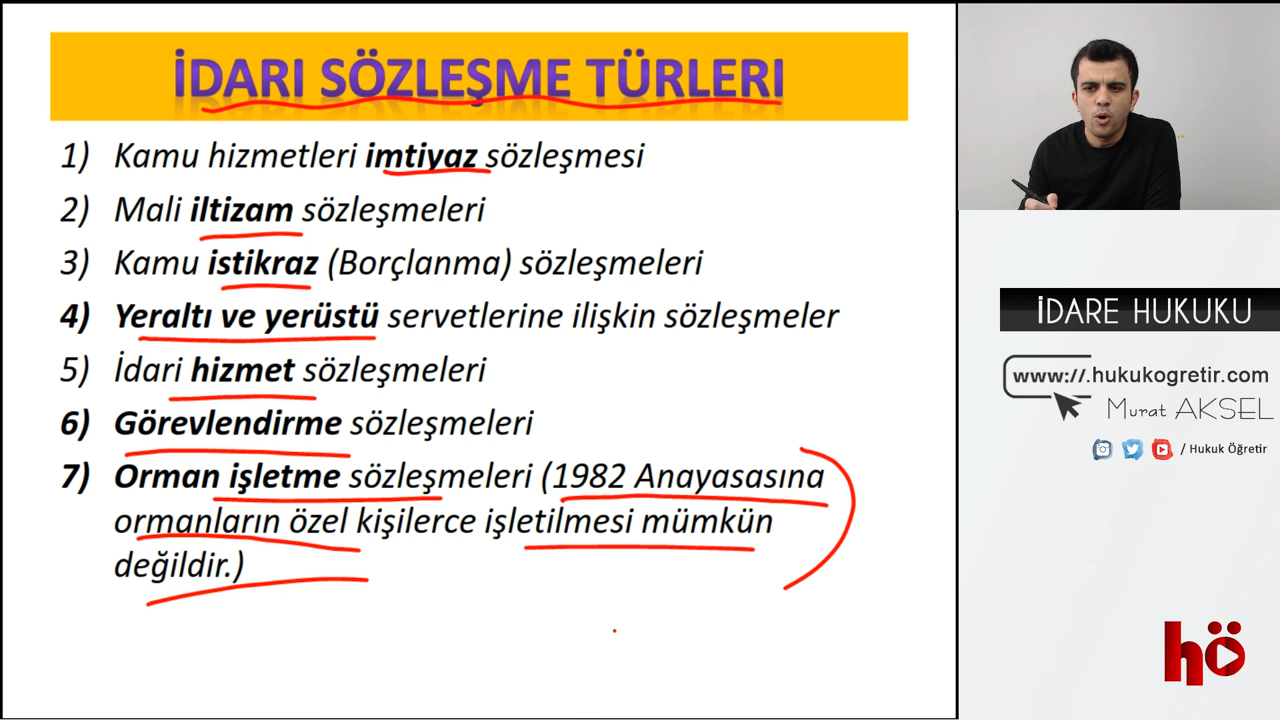 İDARI SÖZLEŞME TÜRLERI
1) Kamu hizmetleri imtiyaz sözleşmesi
2) Mali iltizam sözleşmeleri
3) Kamu istikraz (Borçlanma) sözleşmeleri
4) Yeraltı ve yerüstü servetlerine ilişkin sözleşmeler
5) İdari hizmet sözleşmeleri
6) Görevlendirme sözleşmeleri
7) Orman işletme sözleşmeleri (1982 Anayasasına
ormanların özel kişilerce işletilmesi mümkün
değildir.)
İDARE HUKUKU
www://.hukukogretir.com
Murat AKSEL
/ Hukuk Öğretir
hö